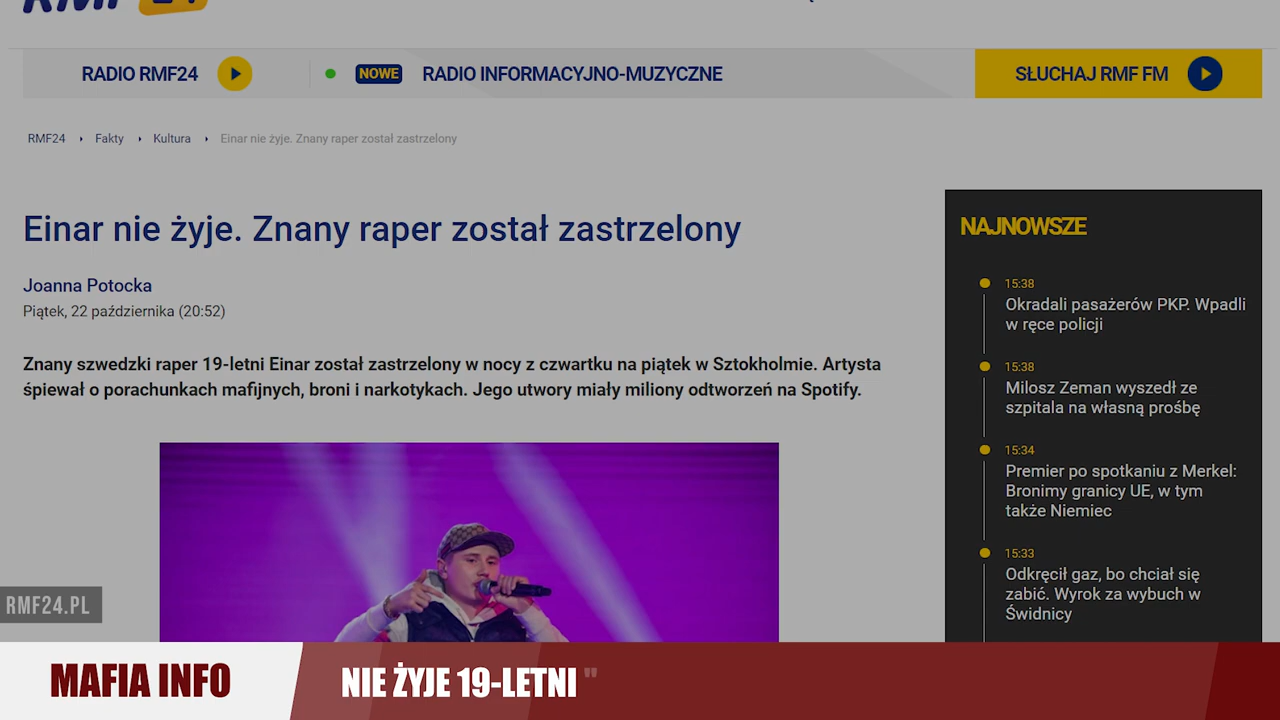 RMF 24
RADIO RMF24
NOWE
RADIO INFORMACYJNO-MUZYCZNE
SŁUCHAJ RMF FM
RMF24
Fakty
Kultura
Einar nie żyje. Znany raper został zastrzelony
Einar nie żyje. Znany raper został zastrzelony
Joanna Potocka
Piątek, 22 października (20:52)
Znany szwedzki raper 19-letni Einar został zastrzelony w nocy z czwartku na piątek w Sztokholmie. Artysta
śpiewał o porachunkach mafijnych, broni i narkotykach. Jego utwory miały miliony odtworzeń na Spotify.
NAJNOWSZE
15:38
Okradali pasażerów PKP. Wpadli
w ręce policji
15:38
Milosz Zeman wyszedł ze
szpitala na własną prośbę
15:34
Premier po spotkaniu z Merkel:
Bronimy granicy UE, w tym
także Niemiec
15:33
Odkręcił gaz, bo chciał się
zabić. Wyrok za wybuch w
Świdnicy
RMF24.PL
MAFIA INFO
NIE ŻYJE 19-LETNI "